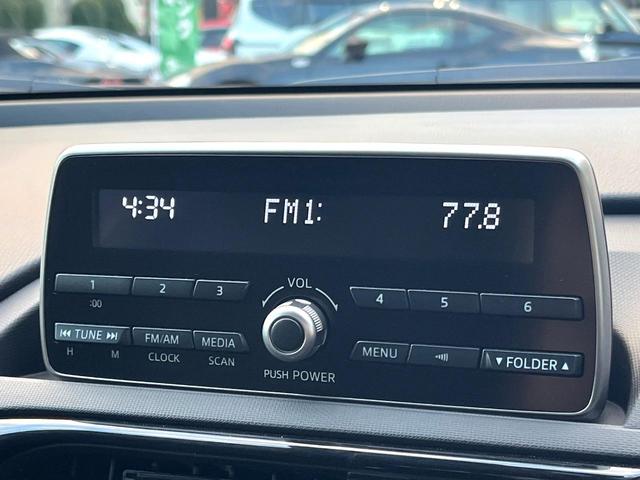 4:34 FM1: 77.8
VOL
1 2 3 4 5 6
:00
TUNE FM/AM MEDIA MENU FOLDER
H M CLOCK SCAN
PUSH POWER